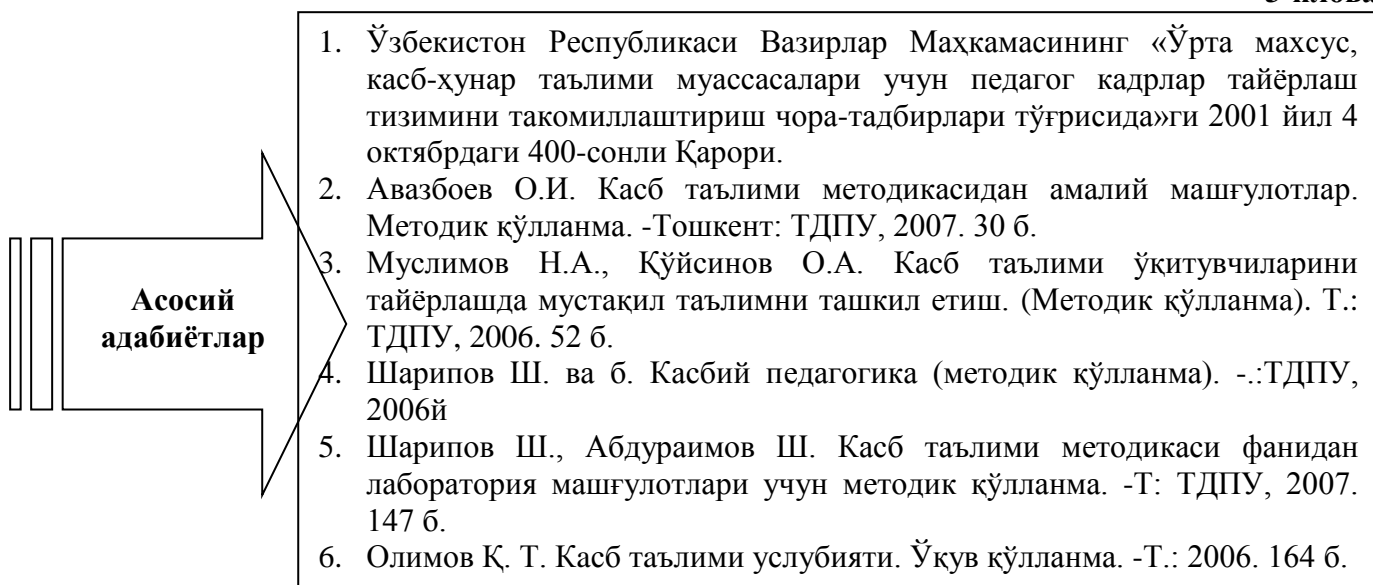 1. Ўзбекистон Республикаси Вазирлар Маҳкамасининг «Ўрта махсус,
касб-ҳунар таълими муассасалари учун педагог кадрлар тайёрлаш
тизимини такомиллаштириш чора-тадбирлари тўғрисида»ги 2001 йил 4
октябрдаги 400-сонли Қарори.
2. Авазбоев О.И. Касб таълими методикасидан амалий машғулотлар.
Методик қўлланма. -Тошкент: ТДПУ, 2007. 30 б.
3. Муслимов Н.А., Қўйсинов О.А. Касб таълими ўқитувчиларини
тайёрлашда мустақил таълимни ташкил етиш. (Методик қўлланма). Т.:
ТДПУ, 2006. 52 б.
4. Шарипов Ш. ва б. Касбий педагогика (методик қўлланма). -.:ТДПУ,
2006й
5. Шарипов Ш., Абдураимов Ш. Касб таълими методикаси фанидан
лаборатория машғулотлари учун методик қўлланма. -Т: ТДПУ, 2007.
147 б.
6. Олимов Қ. Т. Касб таълими услубияти. Ўқув қўлланма. -Т.: 2006. 164 б.
Асосий
адабиётлар